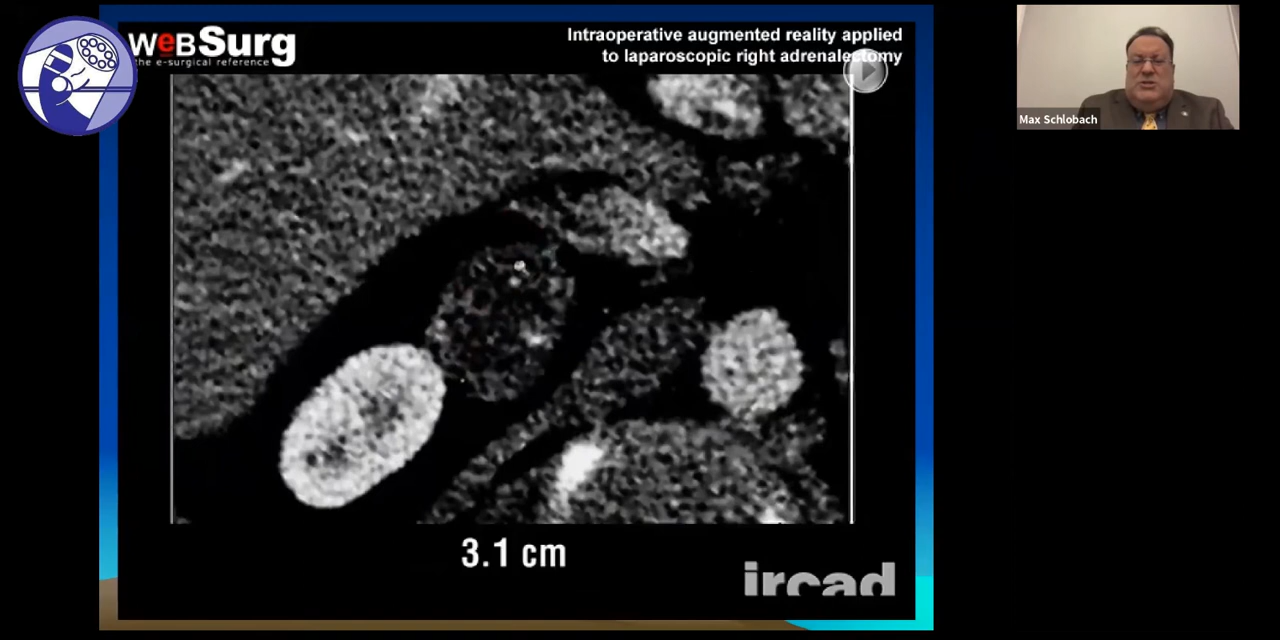 WeBSurg
the e-surgical reference
Intraoperative augmented reality applied
to laparoscopic right adrenalectomy
Max Schlobach
3.1 cm
ircad